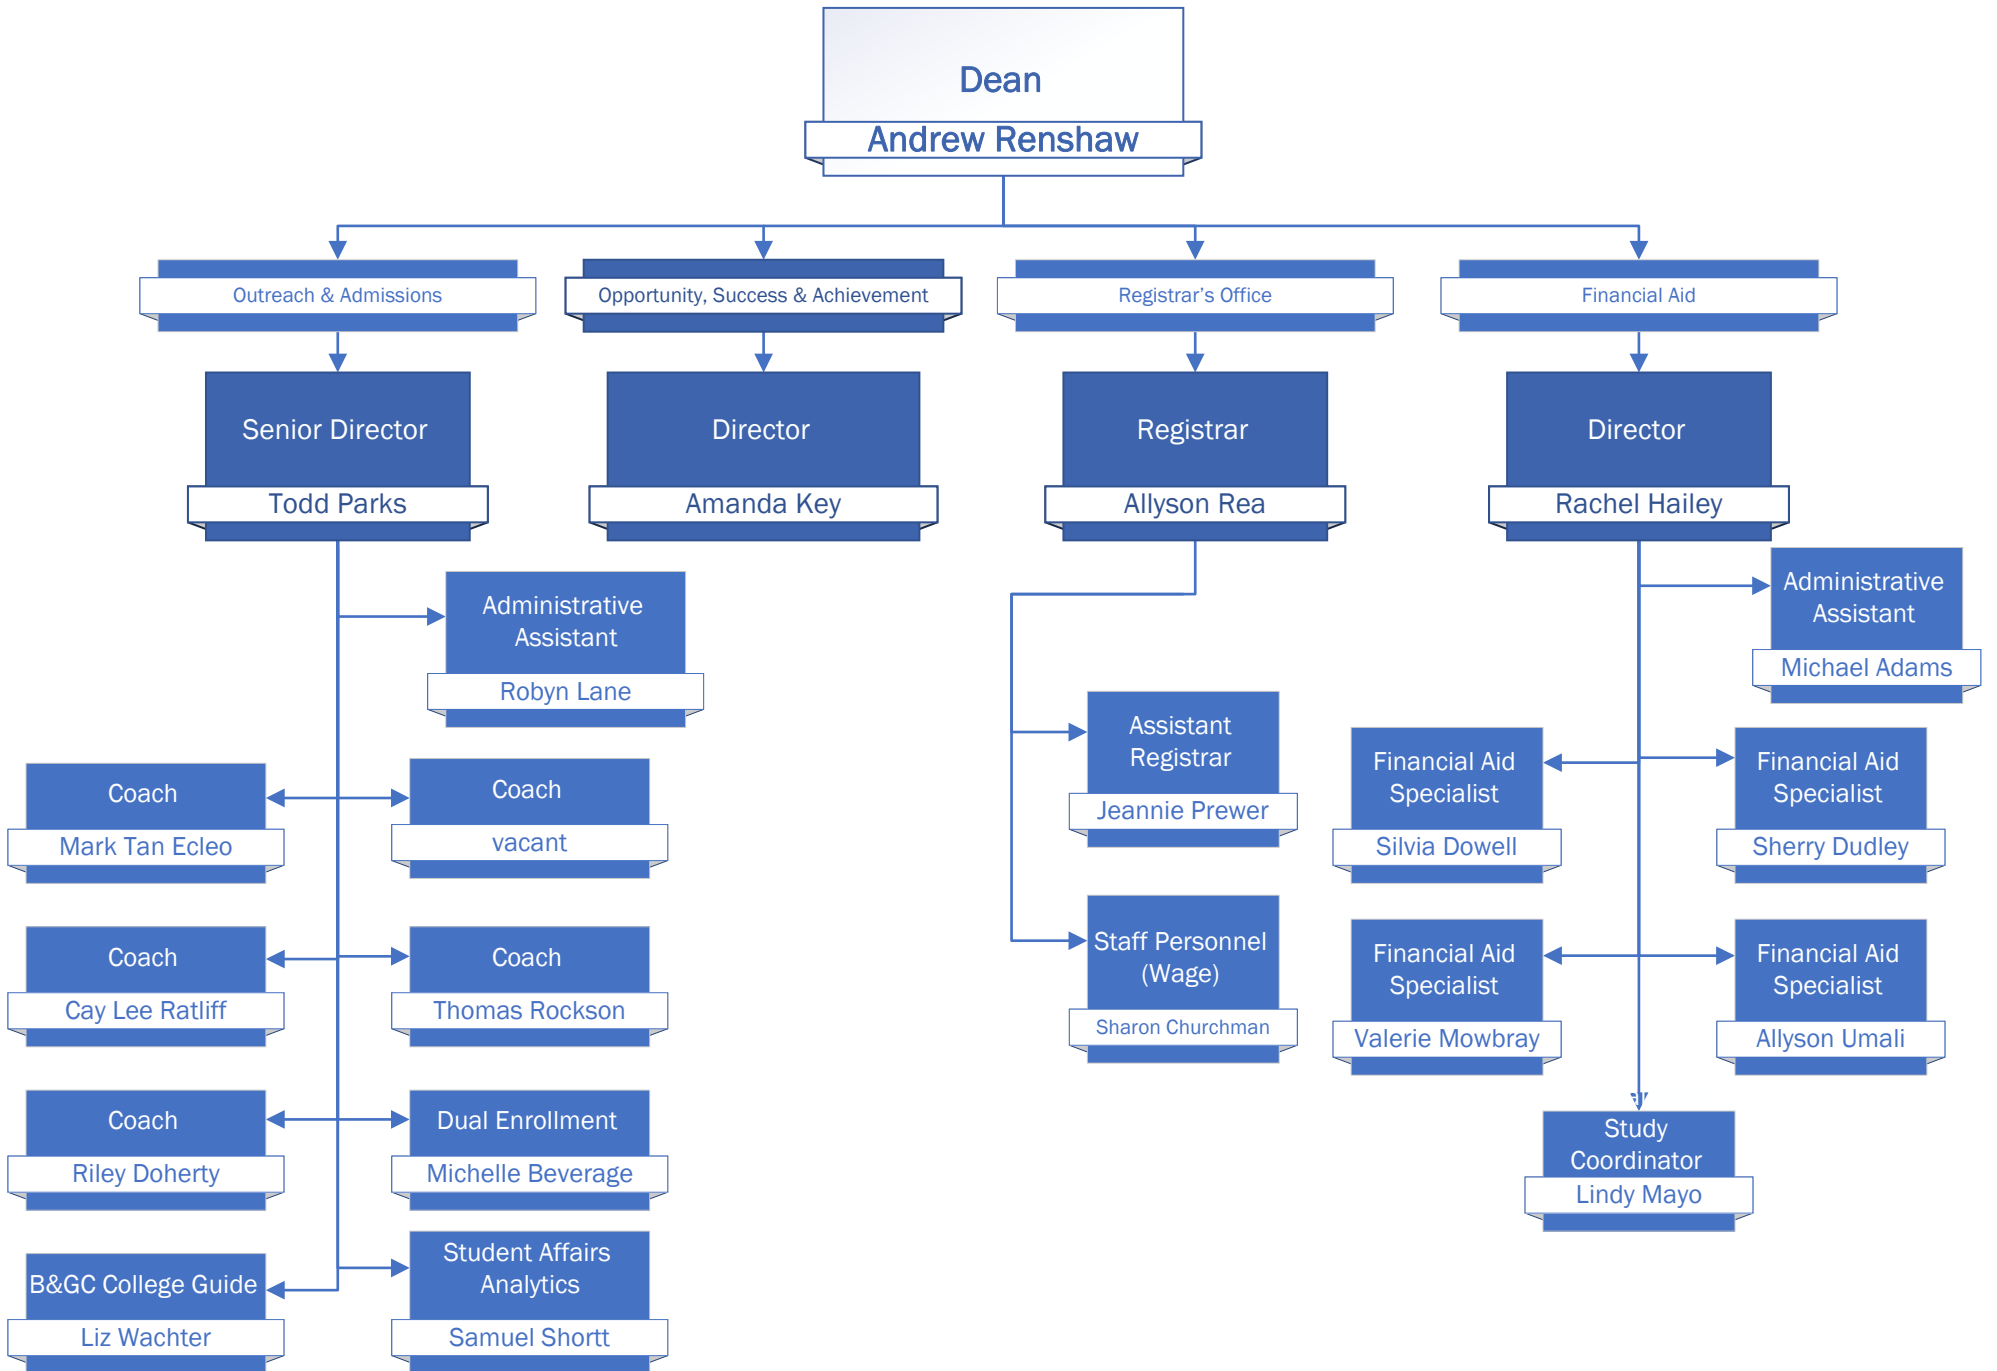 Dean
Andrew Renshaw
Outreach & Admissions
Opportunity, Success & Achievement
Registrar's Office
Financial Aid
Senior Director
Todd Parks
Director
Amanda Key
Registrar
Allyson Rea
Director
Rachel Hailey
Administrative
Assistant
Robyn Lane
Coach
Mark Tan Ecleo
Coach
vacant
Coach
Cay Lee Ratliff
Coach
Thomas Rockson
Coach
Riley Doherty
Dual Enrollment
Michelle Beverage
B&GC College Guide
Liz Wachter
Student Affairs
Analytics
Samuel Shortt
Assistant
Registrar
Jeannie Prewer
Staff Personnel
(Wage)
Sharon Churchman
Administrative
Assistant
Michael Adams
Financial Aid
Specialist
Silvia Dowell
Financial Aid
Specialist
Sherry Dudley
Financial Aid
Specialist
Valerie Mowbray
Financial Aid
Specialist
Allyson Umali
Study
Coordinator
Lindy Mayo